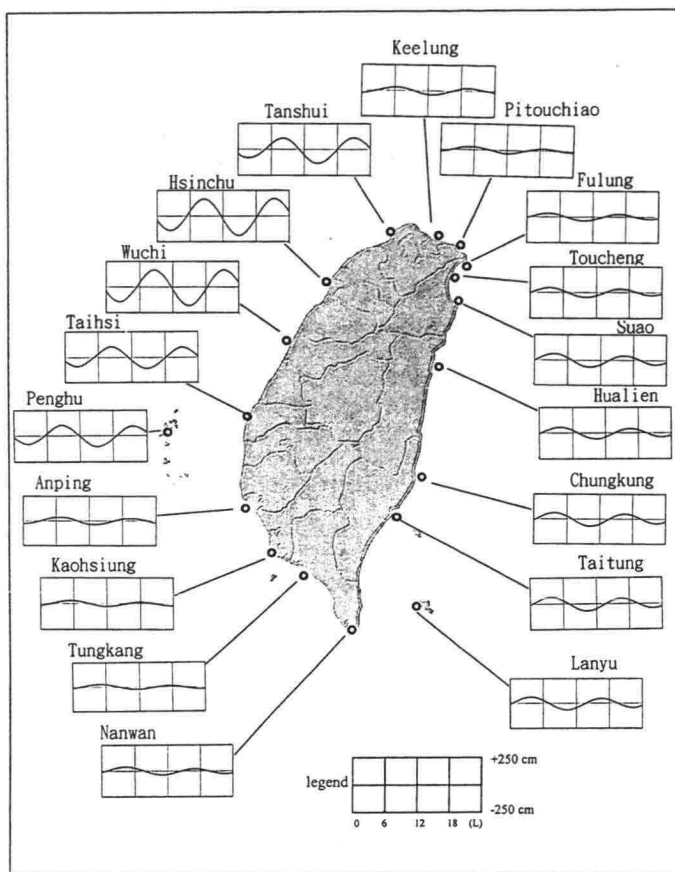 Keelung
Tanshui
Pitouchiao
Hsinchu
Fulung
Wuchi
Toucheng
Taihsi
Suao
Penghu
Hualien
Anping
Chungkung
Kaohsiung
Taitung
Tungkang
Lanyu
Nanwan
+250 cm
legend
-250 cm
0 6 12 18 (L)